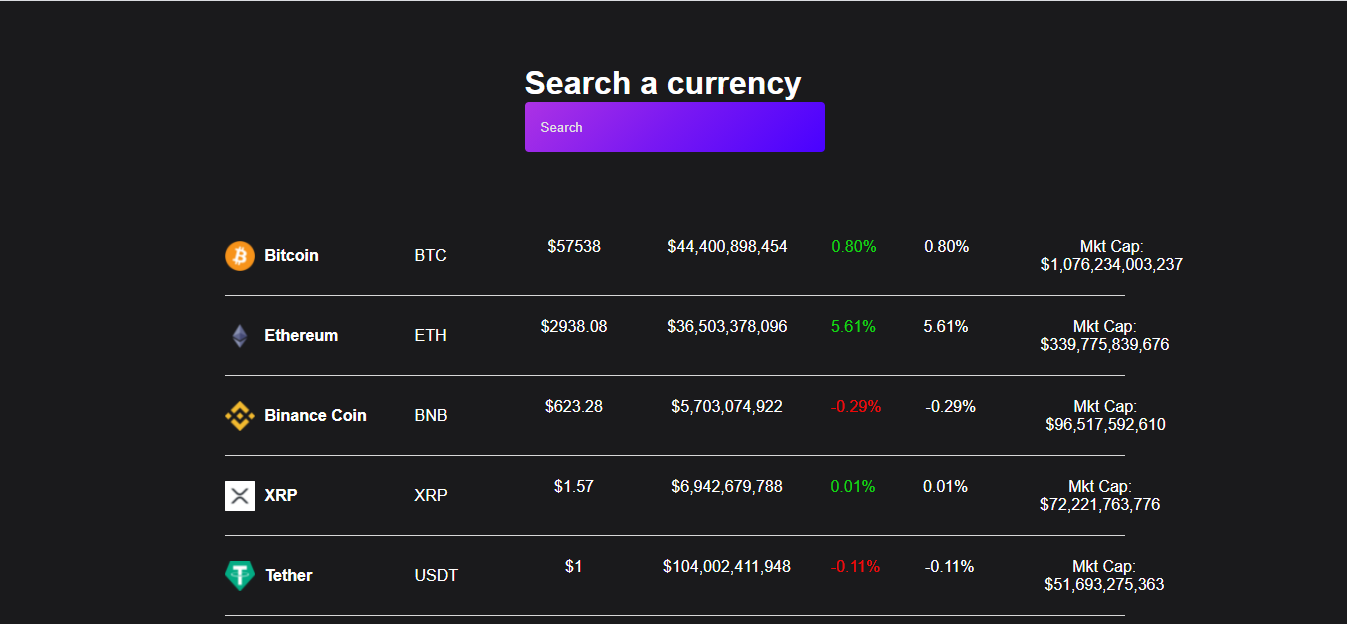 Search a currency
Search
Bitcoin BTC $57538 $44,400,898,454 0.80% 0.80% Mkt Cap:
$1,076,234,003,237
Ethereum ETH $2938.08 $36,503,378,096 5.61% 5.61% Mkt Cap:
$339,775,839,676
Binance Coin BNB $623.28 $5,703,074,922 -0.29% -0.29% Mkt Cap:
$96,517,592,610
XRP XRP $1.57 $6,942,679,788 0.01% 0.01% Mkt Cap:
$72,221,763,776
Tether USDT $1 $104,002,411,948 -0.11% -0.11% Mkt Cap:
$51,693,275,363